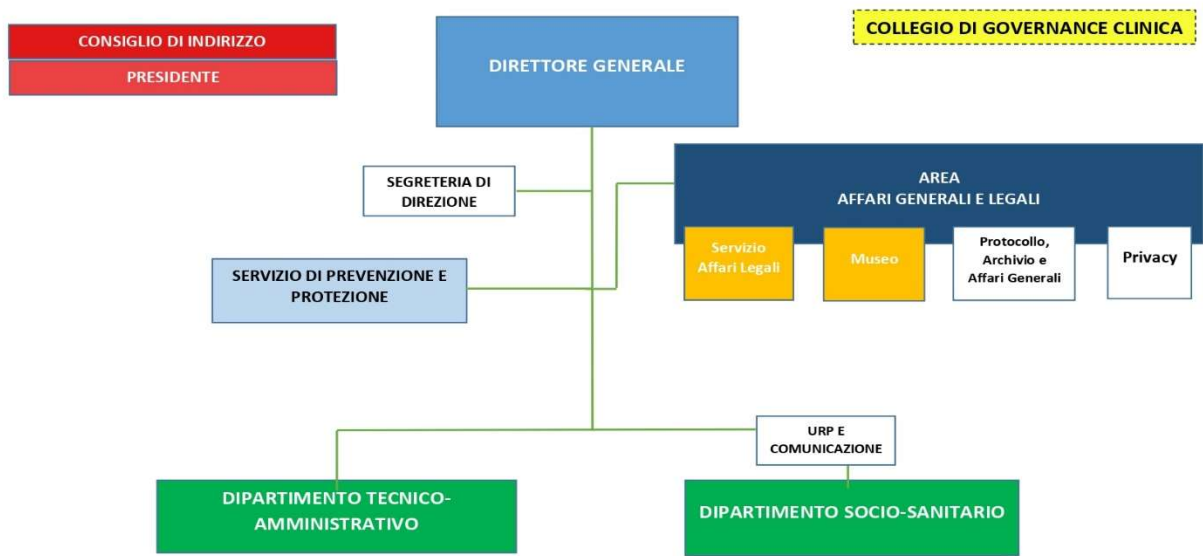 CONSIGLIO DI INDIRIZZO
PRESIDENTE
DIRETTORE GENERALE
COLLEGIO DI GOVERNANCE CLINICA
SEGRETERIA DI
DIREZIONE
AREA
AFFARI GENERALI E LEGALI
Servizio
Affari Legali
Museo
Protocollo,
Archivio e
Affari Generali
Privacy
SERVIZIO DI PREVENZIONE E
PROTEZIONE
URP E
COMUNICAZIONE
DIPARTIMENTO TECNICO-
AMMINISTRATIVO
DIPARTIMENTO SOCIO-SANITARIO